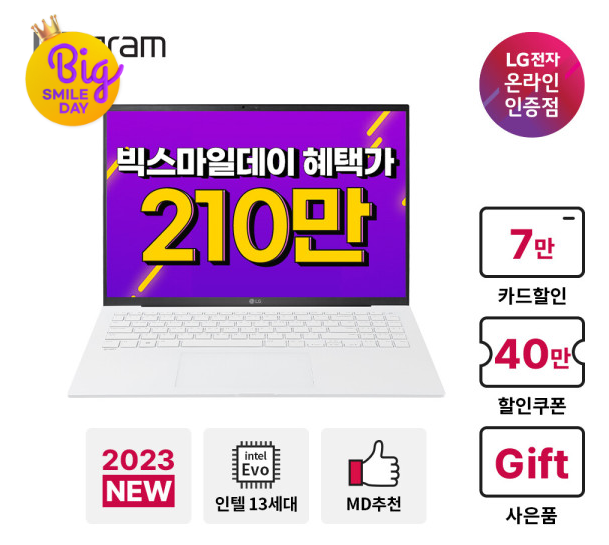 gram
Big
SMILE
DAY
LG전자
온라인
인증점
빅스마일데이 혜택가
210만
LG
7만
카드할인
40만
할인쿠폰
Gift
사은품
2023
NEW
intel
Evo
인텔 13세대
MD추천